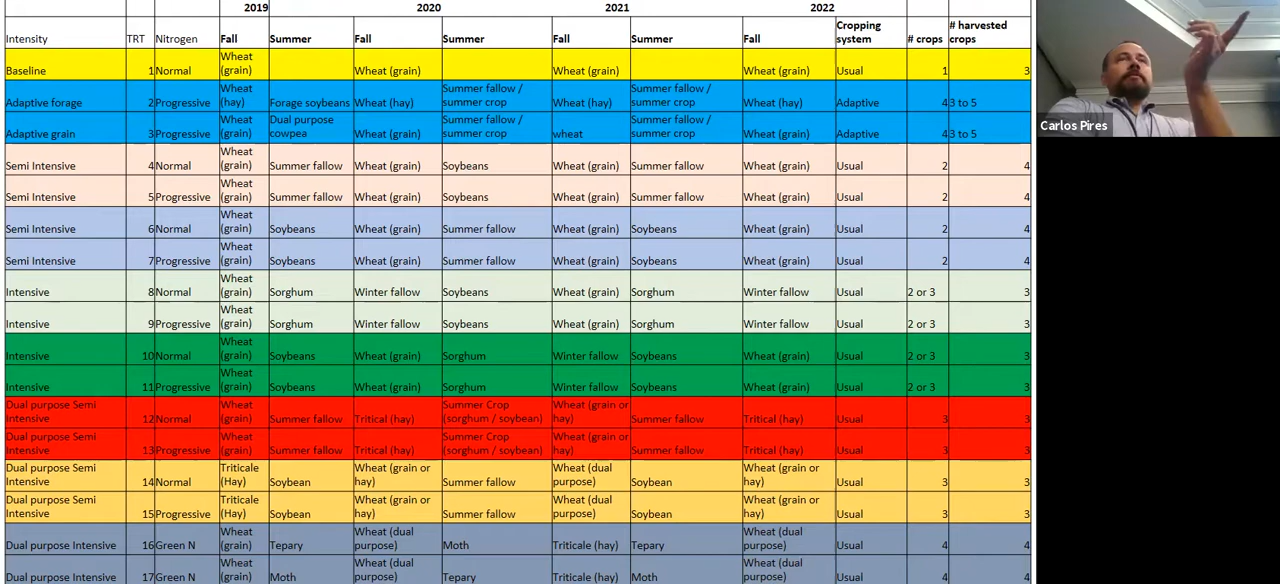 2019 2020 2021 2022
Intensity TRT Nitrogen Fall Summer Fall Summer Fall Summer Fall Cropping system # crops # harvested crops
Baseline 1 Normal Wheat (grain) Wheat (grain) Wheat (grain) Wheat (grain) Usual 1 3
Adaptive forage 2 Progressive Wheat (hay) Forage soybeans Wheat (hay) Summer fallow / summer crop Wheat (hay) Summer fallow / summer crop Wheat (hay) Adaptive 4 3 to 5
Adaptive grain 3 Progressive Wheat (grain) Dual purpose cowpea Wheat (grain) Summer fallow / summer crop wheat Summer fallow / summer crop Wheat (grain) Adaptive 4 3 to 5
Semi Intensive 4 Normal Wheat (grain) Summer fallow Wheat (grain) Soybeans Wheat (grain) Summer fallow Wheat (grain) Usual 2 4
Semi Intensive 5 Progressive Wheat (grain) Summer fallow Wheat (grain) Soybeans Wheat (grain) Summer fallow Wheat (grain) Usual 2 4
Semi Intensive 6 Normal Wheat (grain) Soybeans Wheat (grain) Summer fallow Wheat (grain) Soybeans Wheat (grain) Usual 2 4
Semi Intensive 7 Progressive Wheat (grain) Soybeans Wheat (grain) Summer fallow Wheat (grain) Soybeans Wheat (grain) Usual 2 4
Intensive 8 Normal Wheat (grain) Sorghum Winter fallow Soybeans Wheat (grain) Sorghum Winter fallow Usual 2 or 3 3
Intensive 9 Progressive Wheat (grain) Sorghum Winter fallow Soybeans Wheat (grain) Sorghum Winter fallow Usual 2 or 3 3
Intensive 10 Normal Wheat (grain) Soybeans Wheat (grain) Sorghum Winter fallow Soybeans Wheat (grain) Usual 2 or 3 3
Intensive 11 Progressive Wheat (grain) Soybeans Wheat (grain) Sorghum Winter fallow Soybeans Wheat (grain) Usual 2 or 3 3
Dual purpose Semi Intensive 12 Normal Wheat (grain) Summer fallow Tritical (hay) Summer Crop (sorghum / soybean) Wheat (grain or hay) Summer fallow Tritical (hay) Usual 3 3
Dual purpose Semi Intensive 13 Progressive Wheat (grain) Summer fallow Tritical (hay) Summer Crop (sorghum / soybean) Wheat (grain or hay) Summer fallow Tritical (hay) Usual 3 3
Dual purpose Semi Intensive 14 Normal Triticale (Hay) Soybean Wheat (grain or hay) Summer fallow Wheat (dual purpose) Soybean Wheat (grain or hay) Usual 3 3
Dual purpose Semi Intensive 15 Progressive Triticale (Hay) Soybean Wheat (grain or hay) Summer fallow Wheat (dual purpose) Soybean Wheat (grain or hay) Usual 3 3
Dual purpose Intensive 16 Green N Wheat (grain) Tepary Wheat (dual purpose) Moth Triticale (hay) Tepary Wheat (dual purpose) Usual 4 4
Dual purpose Intensive 17 Green N Wheat (grain) Moth Wheat (dual purpose) Tepary Triticale (hay) Moth Wheat (dual purpose) Usual 4 4
Carlos Pires